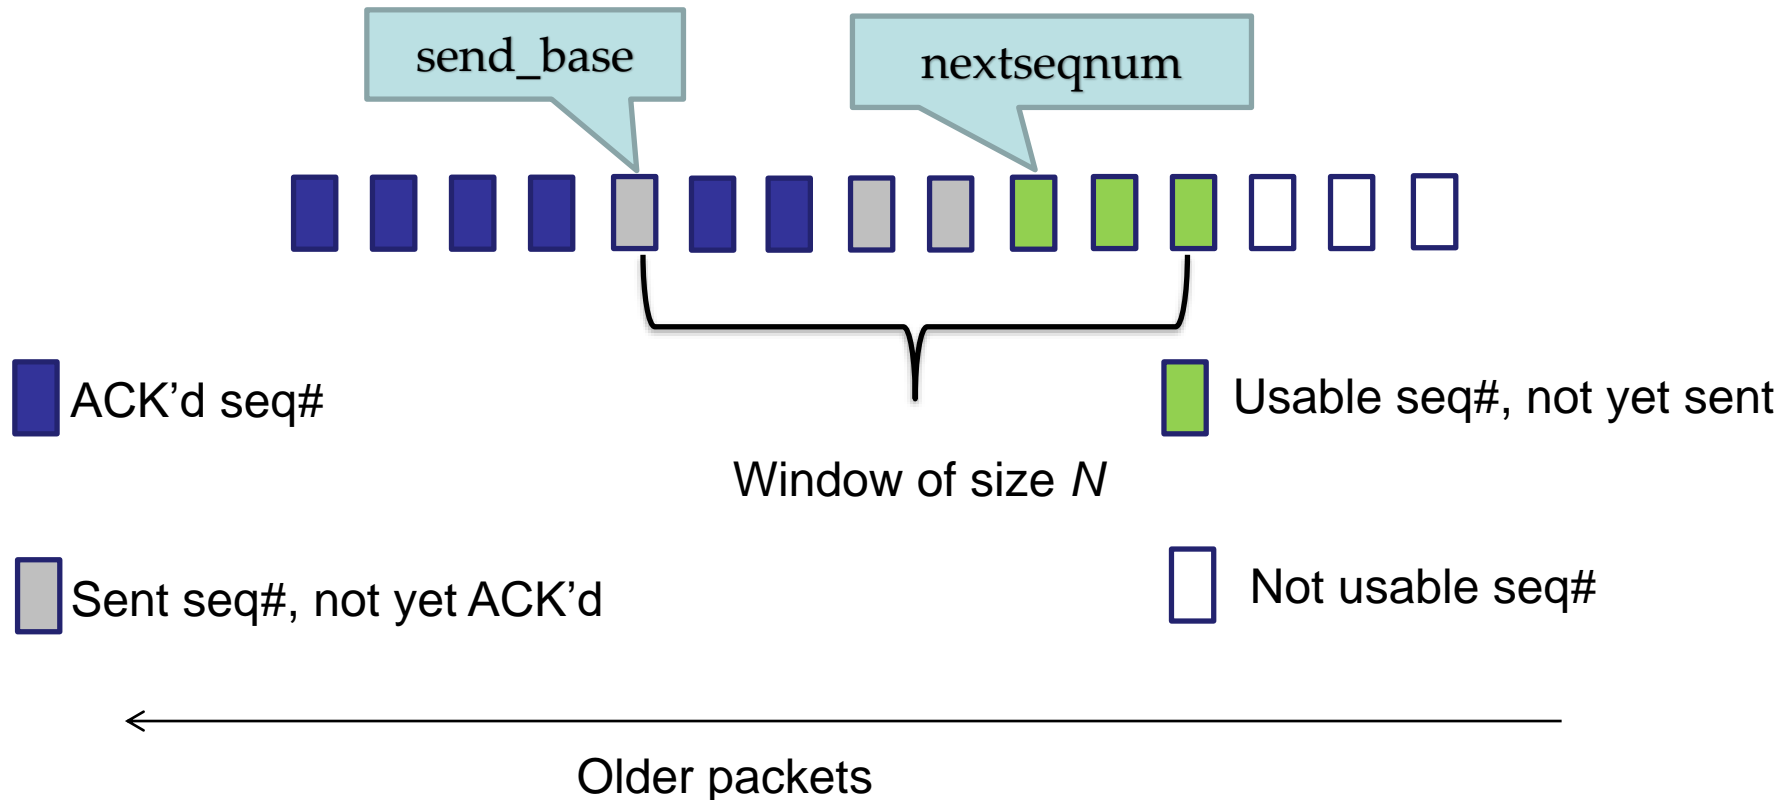 send_base
nextseqnum
ACK’d seq#
Usable seq#, not yet sent
Window of size N
Sent seq#, not yet ACK’d
Not usable seq#
Older packets